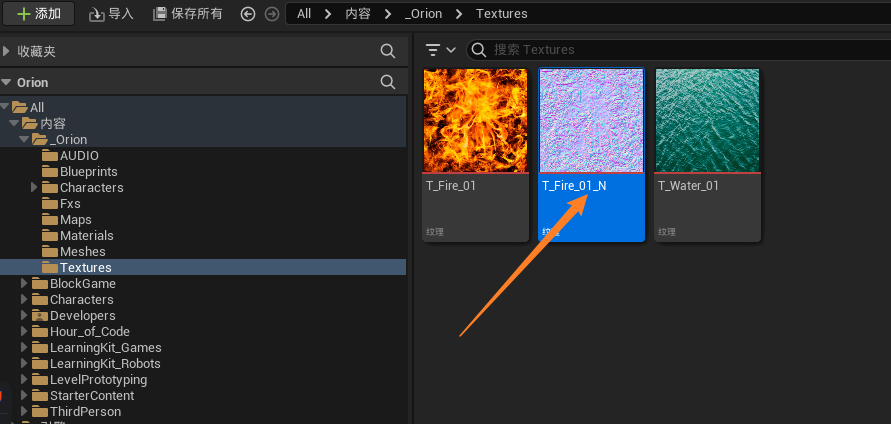 添加 导入 保存所有 All 内容 _Orion Textures
收藏夹
搜索 Textures
Orion
All
内容
_Orion
AUDIO
Blueprints
Characters
Fxs
Maps
Materials
Meshes
Textures
BlockGame
Characters
Developers
Hour_of_Code
LearningKit_Games
LearningKit_Robots
LevelPrototyping
StarterContent
ThirdPerson
T_Fire_01
纹理
T_Fire_01_N
纹理
T_Water_01
纹理